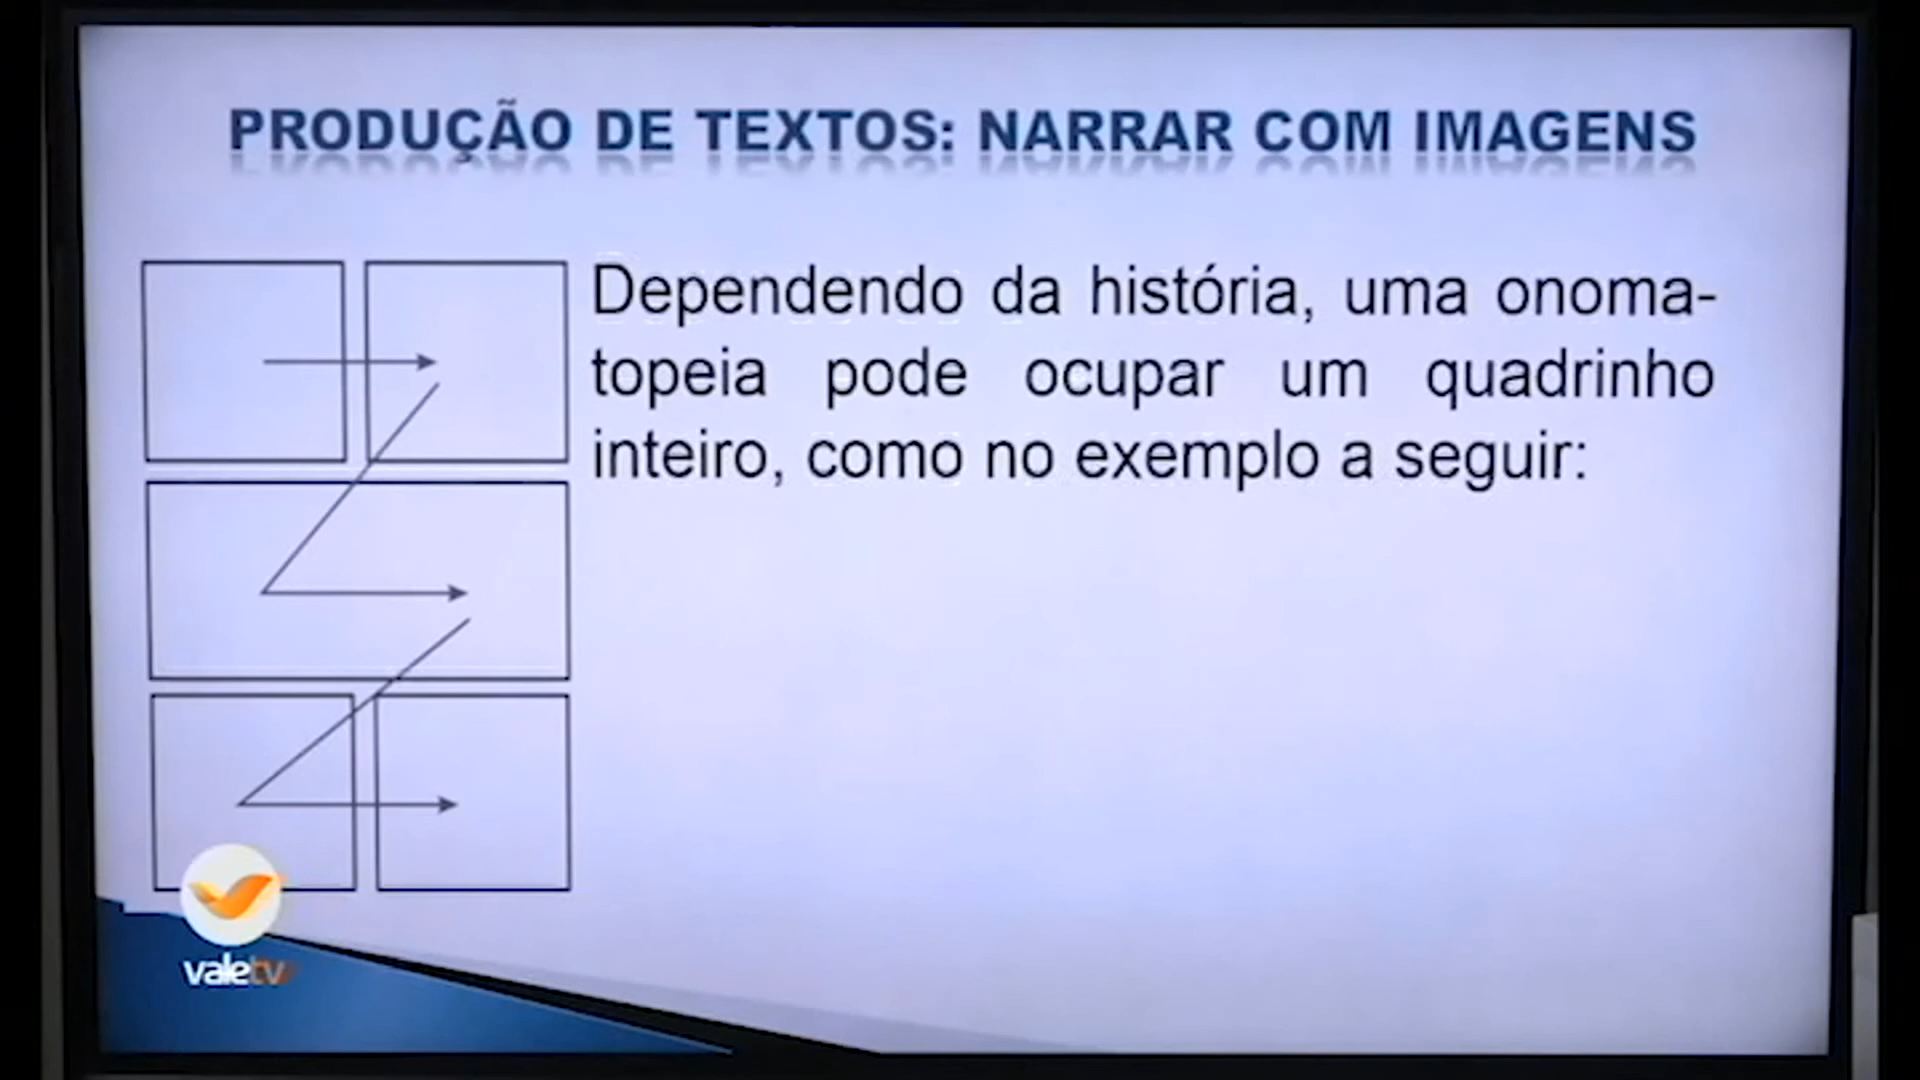 PRODUÇÃO DE TEXTOS: NARRAR COM IMAGENS
Dependendo da história, uma onoma-
topeia pode ocupar um quadrinho
inteiro, como no exemplo a seguir:
valetv